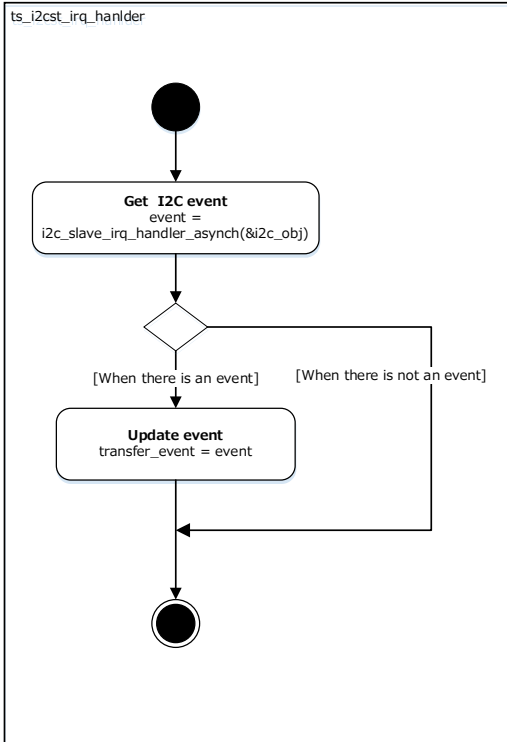 ts_i2cst_irq_hanlder
Get I2C event
event =
i2c_slave_irq_handler_asynch(&i2c_obj)
[When there is an event]
[When there is not an event]
Update event
transfer_event = event